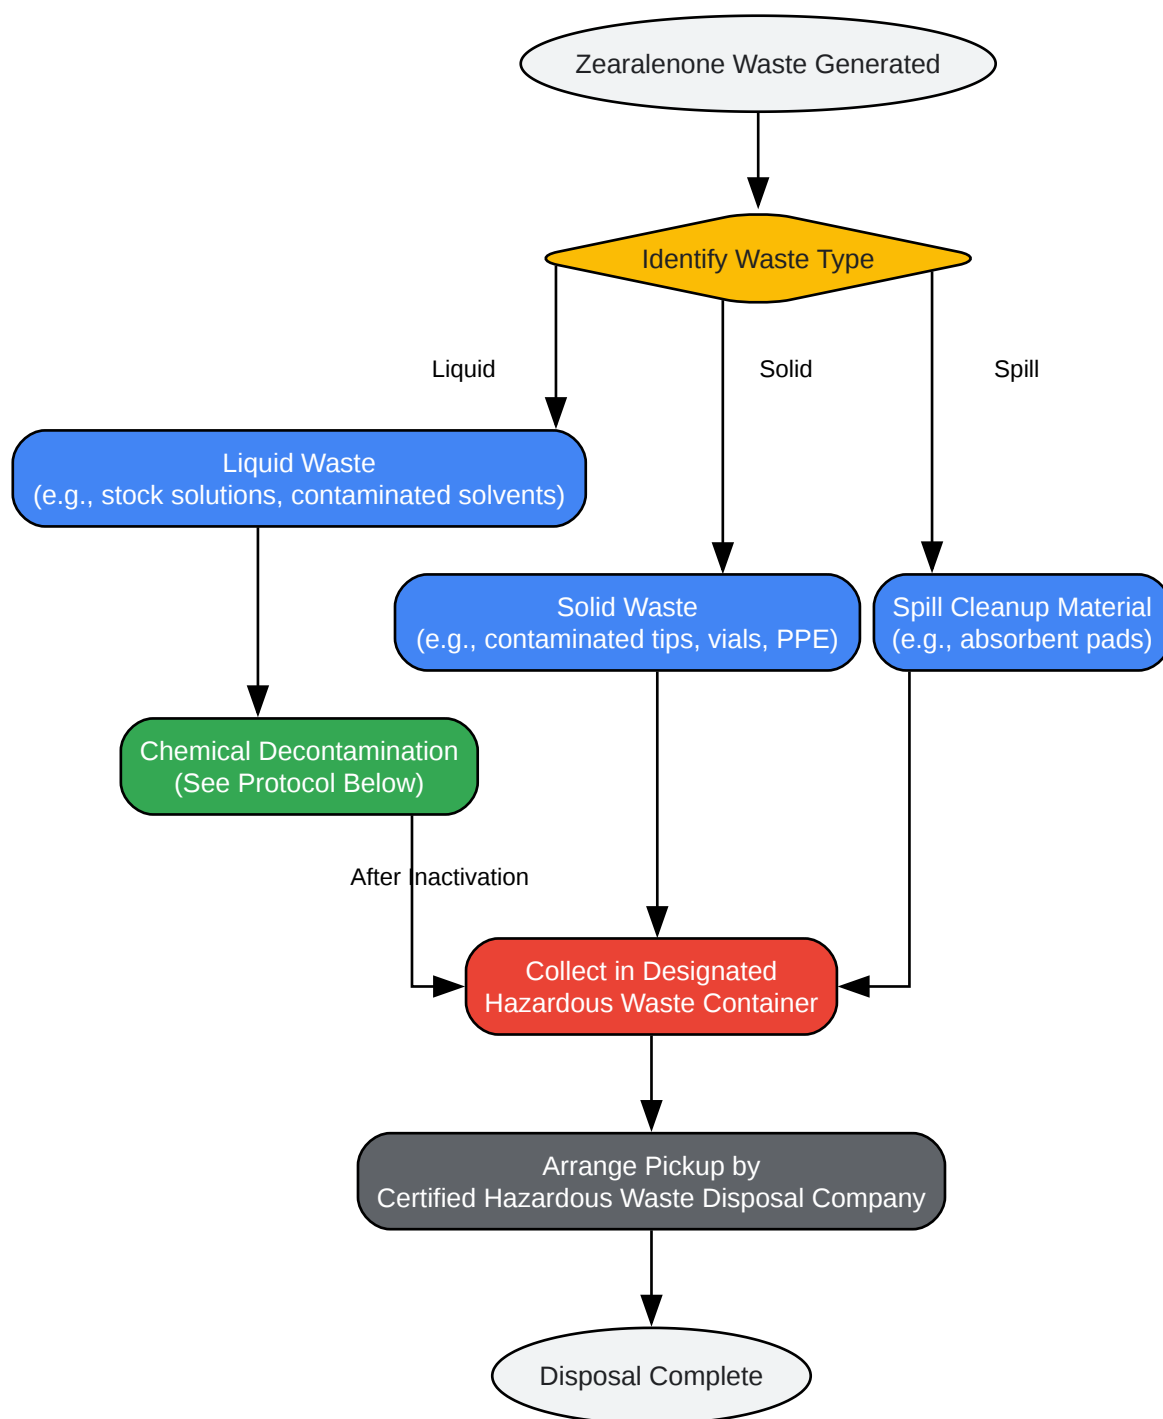 Zearalenone Waste Generated
Identify Waste Type
Liquid
Solid
Spill
Liquid Waste
(e.g., stock solutions, contaminated solvents)
Solid Waste
(e.g., contaminated tips, vials, PPE)
Spill Cleanup Material
(e.g., absorbent pads)
Chemical Decontamination
(See Protocol Below)
After Inactivation
Collect in Designated
Hazardous Waste Container
Arrange Pickup by
Certified Hazardous Waste Disposal Company
Disposal Complete